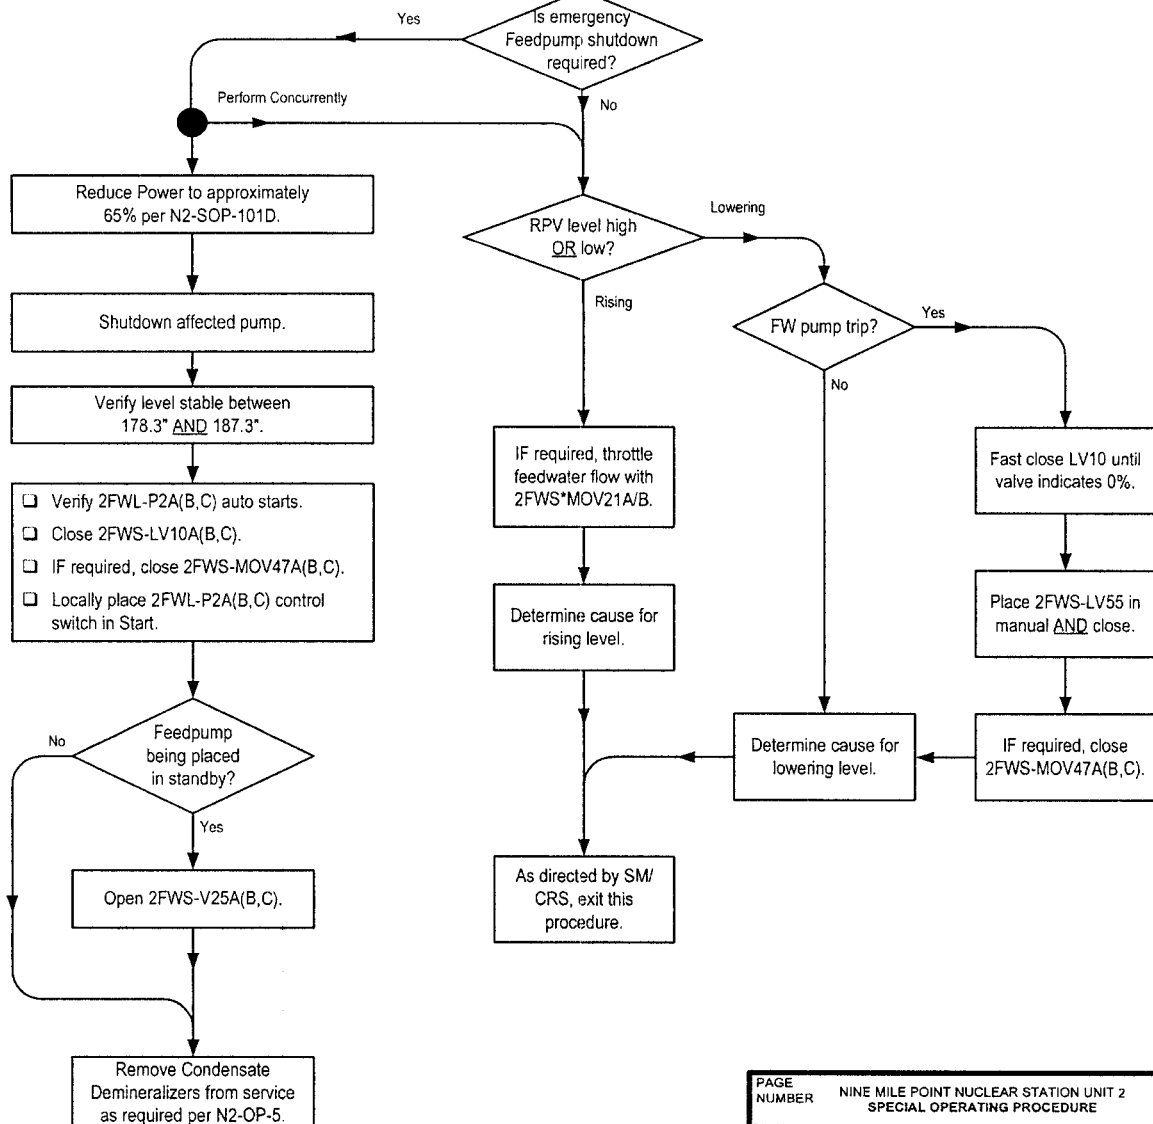 Is emergency
Feedpump shutdown
required?
Yes
No
Perform Concurrently
Reduce Power to approximately
65% per N2-SOP-101D.
Shutdown affected pump.
Verify level stable between
178.3" AND 187.3".
Verify 2FWL-P2A(B,C) auto starts.
Close 2FWS-LV10A(B,C).
IF required, close 2FWS-MOV47A(B,C).
Locally place 2FWL-P2A(B,C) control
switch in Start.
Feedpump
being placed
in standby?
No
Yes
Open 2FWS-V25A(B,C).
Remove Condensate
Demineralizers from service
as required per N2-OP-5.
RPV level high
OR low?
Lowering
Rising
IF required, throttle
feedwater flow with
2FWS*MOV21A/B.
Determine cause for
rising level.
FW pump trip?
Yes
No
Fast close LV10 until
valve indicates 0%.
Place 2FWS-LV55 in
manual AND close.
IF required, close
2FWS-MOV47A(B,C).
Determine cause for
lowering level.
As directed by SM/
CRS, exit this
procedure.
PAGE
NUMBER
NINE MILE POINT NUCLEAR STATION UNIT 2
SPECIAL OPERATING PROCEDURE